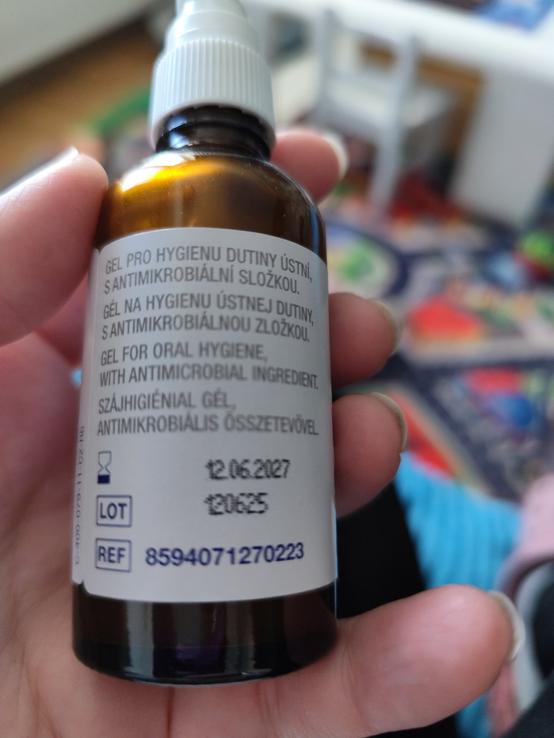 GEL PRO HYGIENU DUTINY ÚSTNÍ,
S ANTIMIKROBIÁLNÍ SLOŽKOU.
GÉL NA HYGIENU ÚSTNEJ DUTINY,
S ANTIMIKROBIÁLNOU ZLOŽKOU.
GEL FOR ORAL HYGIENE,
WITH ANTIMICROBIAL INGREDIENT.
SZÁJHIGIÉNIAL GÉL,
ANTIMIKROBIÁLIS ÖSSZETEVŐVEL.
12.06.2027
LOT 120625
REF 8594071270223